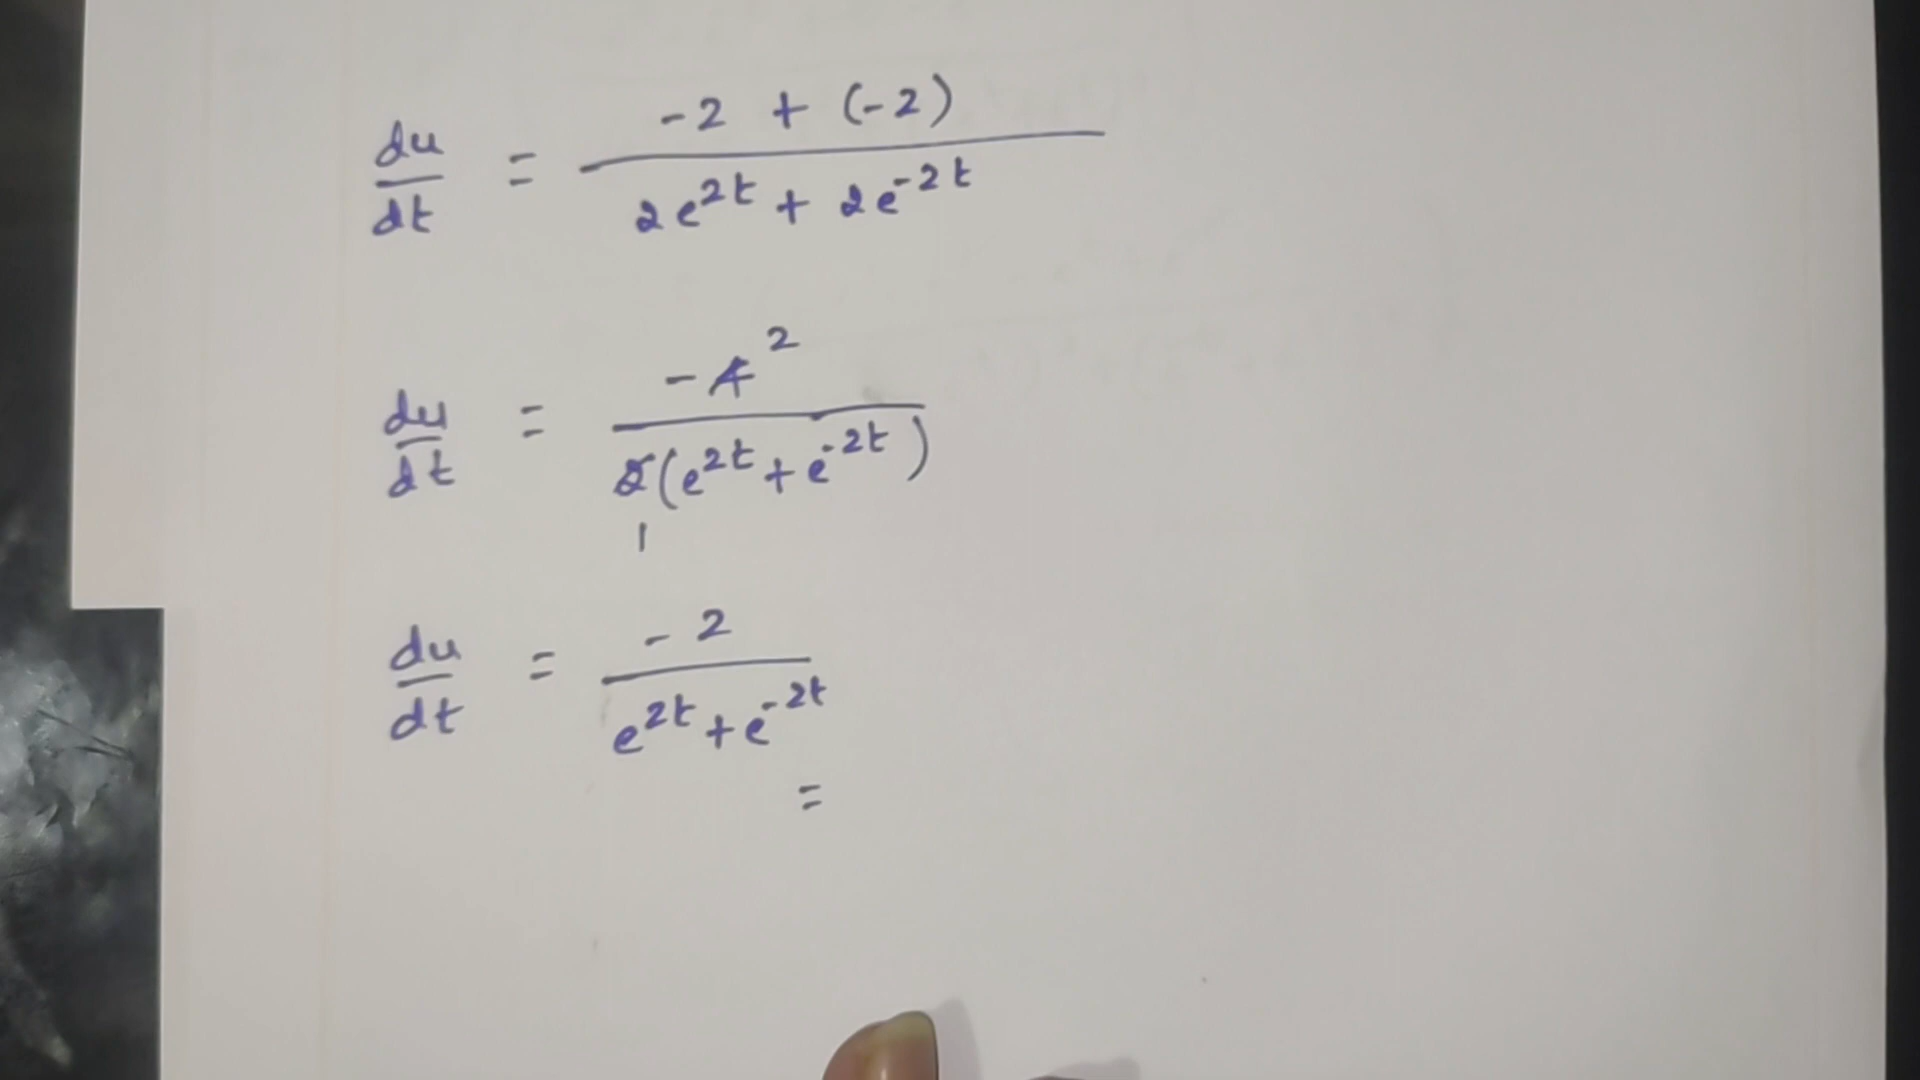 du/dt = (-2 + (-2)) / (2e^{2t} + 2e^{-2t})
du/dt = -4 2 / 2(e^{2t} + e^{-2t})
1
du/dt = -2 / (e^{2t} + e^{-2t})
=